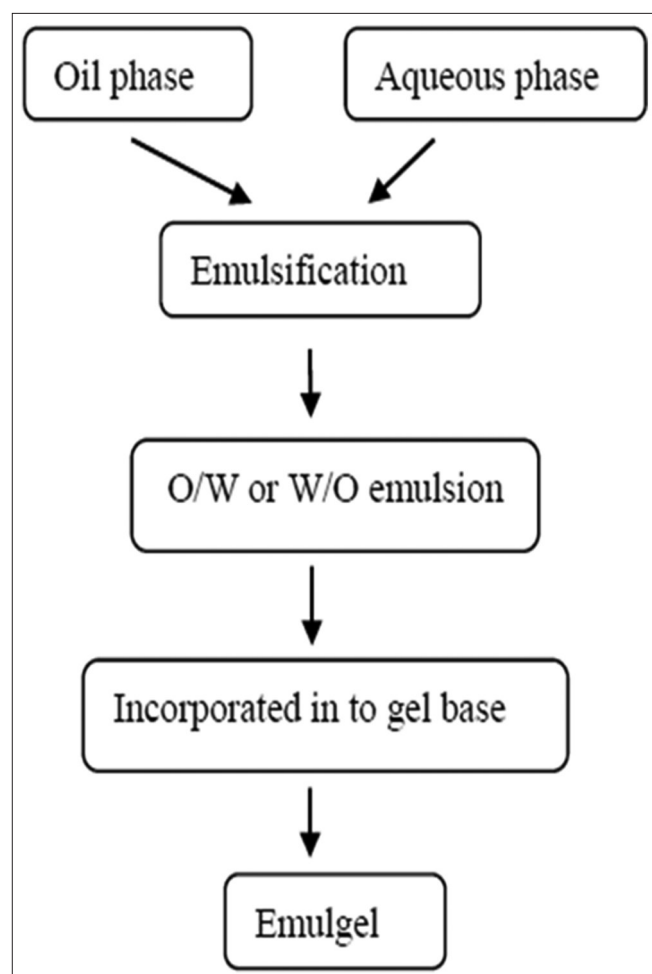 Oil phase
Aqueous phase
Emulsification
O/W or W/O emulsion
Incorporated in to gel base
Emulgel